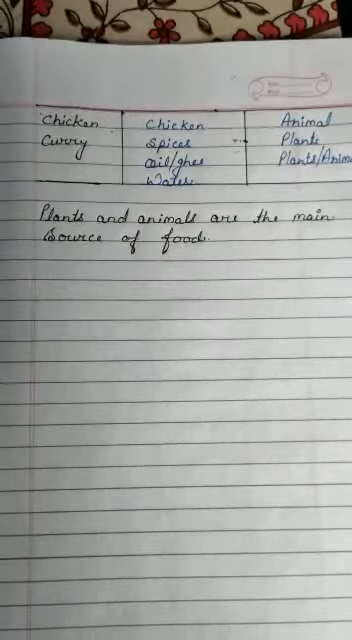 Chicken Chicken Animal
Curry Spices Plants
Oil/ghee Plants/Anima
Water
Plants and animals are the main
source of food.